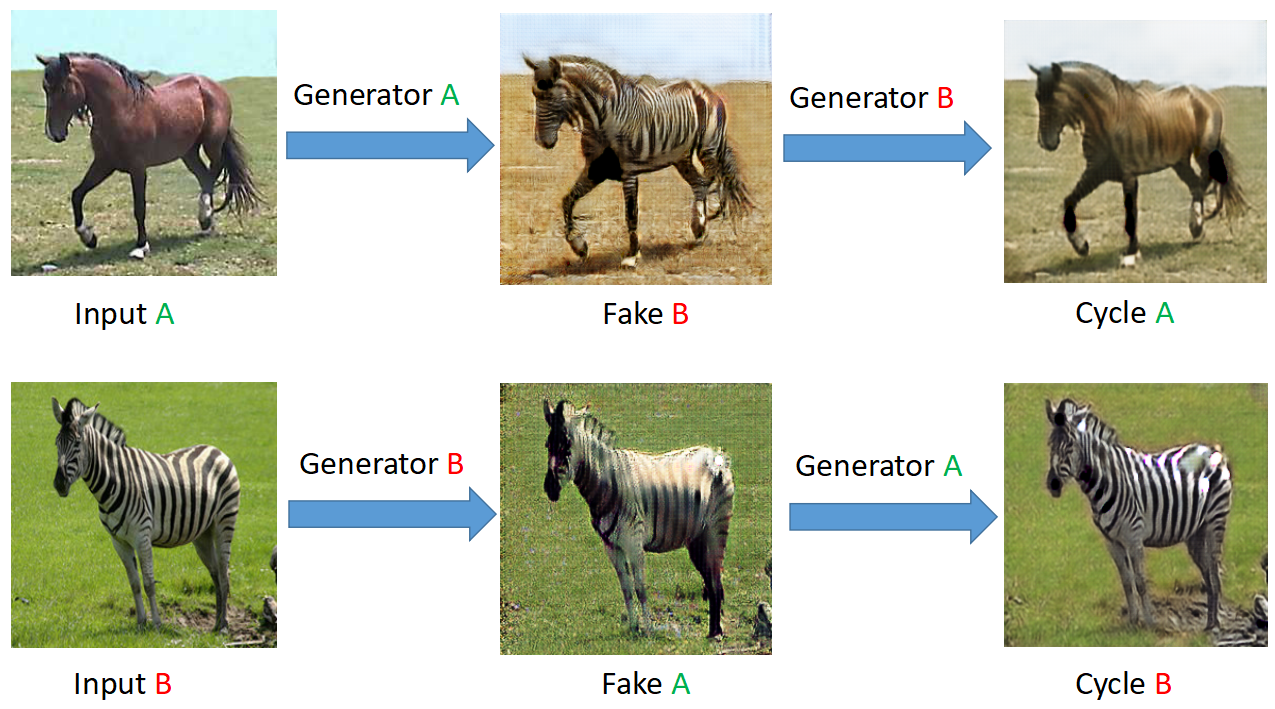 Generator A
Generator B
Input A
Fake B
Cycle A
Generator B
Generator A
Input B
Fake A
Cycle B